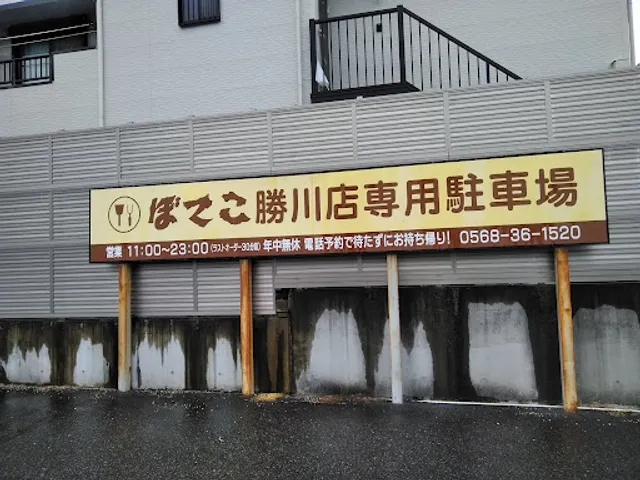 ぼてこ勝川店専用駐車場
営業 11:00〜23:00 (ラストオーダー30分前) 年中無休 電話予約で待たずにお持ち帰り! 0568-36-1520